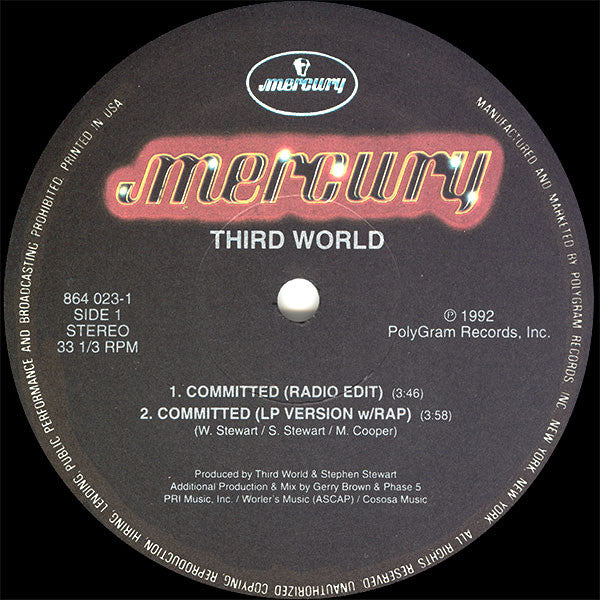 mercury
mercury
THIRD WORLD
864 023-1
SIDE 1
STEREO
33 1/3 RPM
℗ 1992
PolyGram Records, Inc.
1. COMMITTED (RADIO EDIT) (3:46)
2. COMMITTED (LP VERSION w/RAP) (3:58)
(W. Stewart / S. Stewart / M. Cooper)
Produced by Third World & Stephen Stewart
Additional Production & Mix by Gerry Brown & Phase 5
PRI Music, Inc. / Worler's Music (ASCAP) / Cososa Music
MANUFACTURED AND MARKETED BY POLYGRAM RECORDS, INC. NEW YORK, NEW YORK. ALL RIGHTS RESERVED. UNAUTHORIZED COPYING, REPRODUCTION, HIRING, LENDING, PUBLIC PERFORMANCE AND BROADCASTING PROHIBITED. PRINTED IN USA